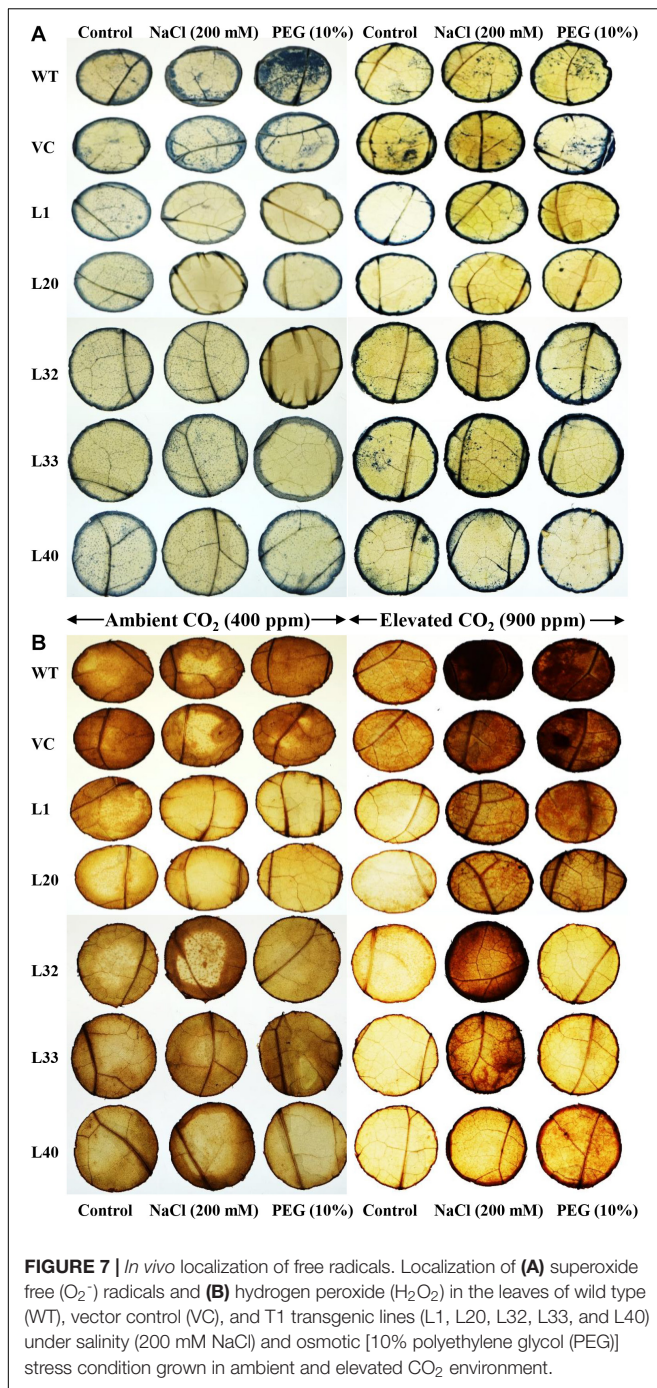 A Control NaCl (200 mM) PEG (10%) Control NaCl (200 mM) PEG (10%)
WT
VC
L1
L20
L32
L33
L40
Ambient CO₂ (400 ppm) Elevated CO₂ (900 ppm)
B
WT
VC
L1
L20
L32
L33
L40
Control NaCl (200 mM) PEG (10%) Control NaCl (200 mM) PEG (10%)
FIGURE 7 | In vivo localization of free radicals. Localization of (A) superoxide
free (O₂⁻) radicals and (B) hydrogen peroxide (H₂O₂) in the leaves of wild type
(WT), vector control (VC), and T1 transgenic lines (L1, L20, L32, L33, and L40)
under salinity (200 mM NaCl) and osmotic [10% polyethylene glycol (PEG)]
stress condition grown in ambient and elevated CO₂ environment.